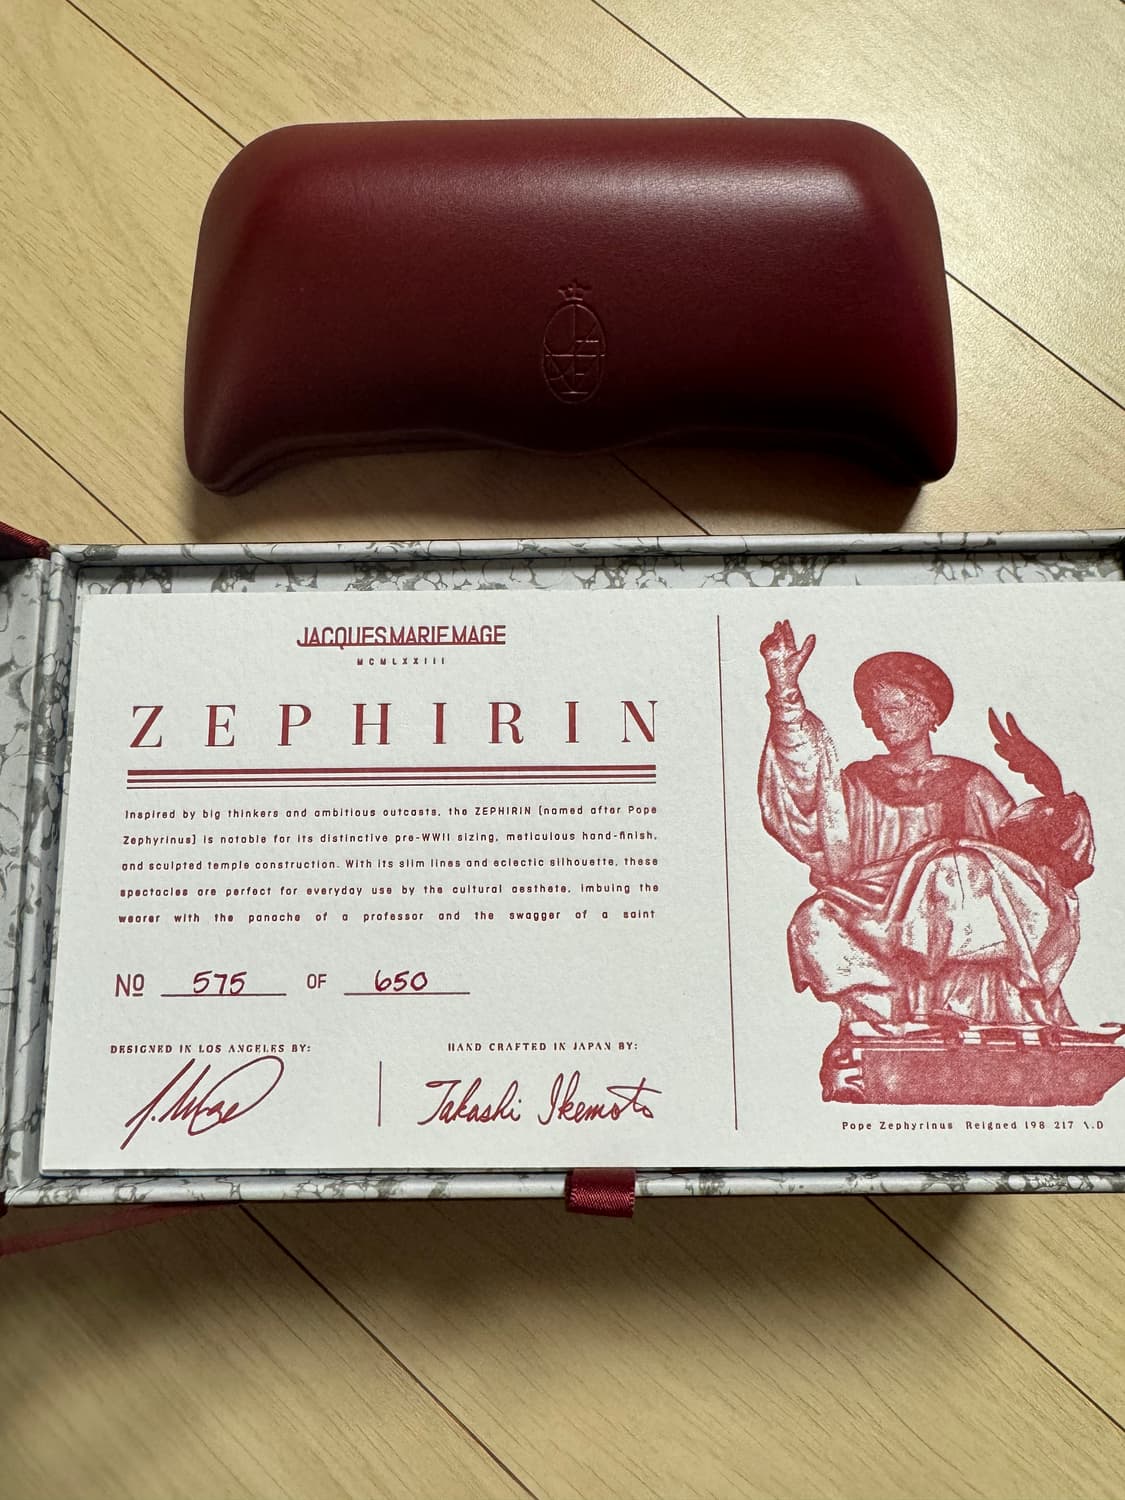 JACQUES MARIE MAGE
MCMLXXIII
ZEPHIRIN
Inspired by big thinkers and ambitious outcasts, the ZEPHIRIN (named after Pope
Zephyrinus) is notable for its distinctive pre-WWII sizing, meticulous hand-finish,
and sculpted temple construction. With its slim lines and eclectic silhouette, these
spectacles are perfect for everyday use by the cultural aesthete, imbuing the
wearer with the panache of a professor and the swagger of a saint
Nº 575 OF 650
DESIGNED IN LOS ANGELES BY:
J. Mage
HAND CRAFTED IN JAPAN BY:
Takashi Ikemoto
Pope Zephyrinus Reigned 198 217 A.D